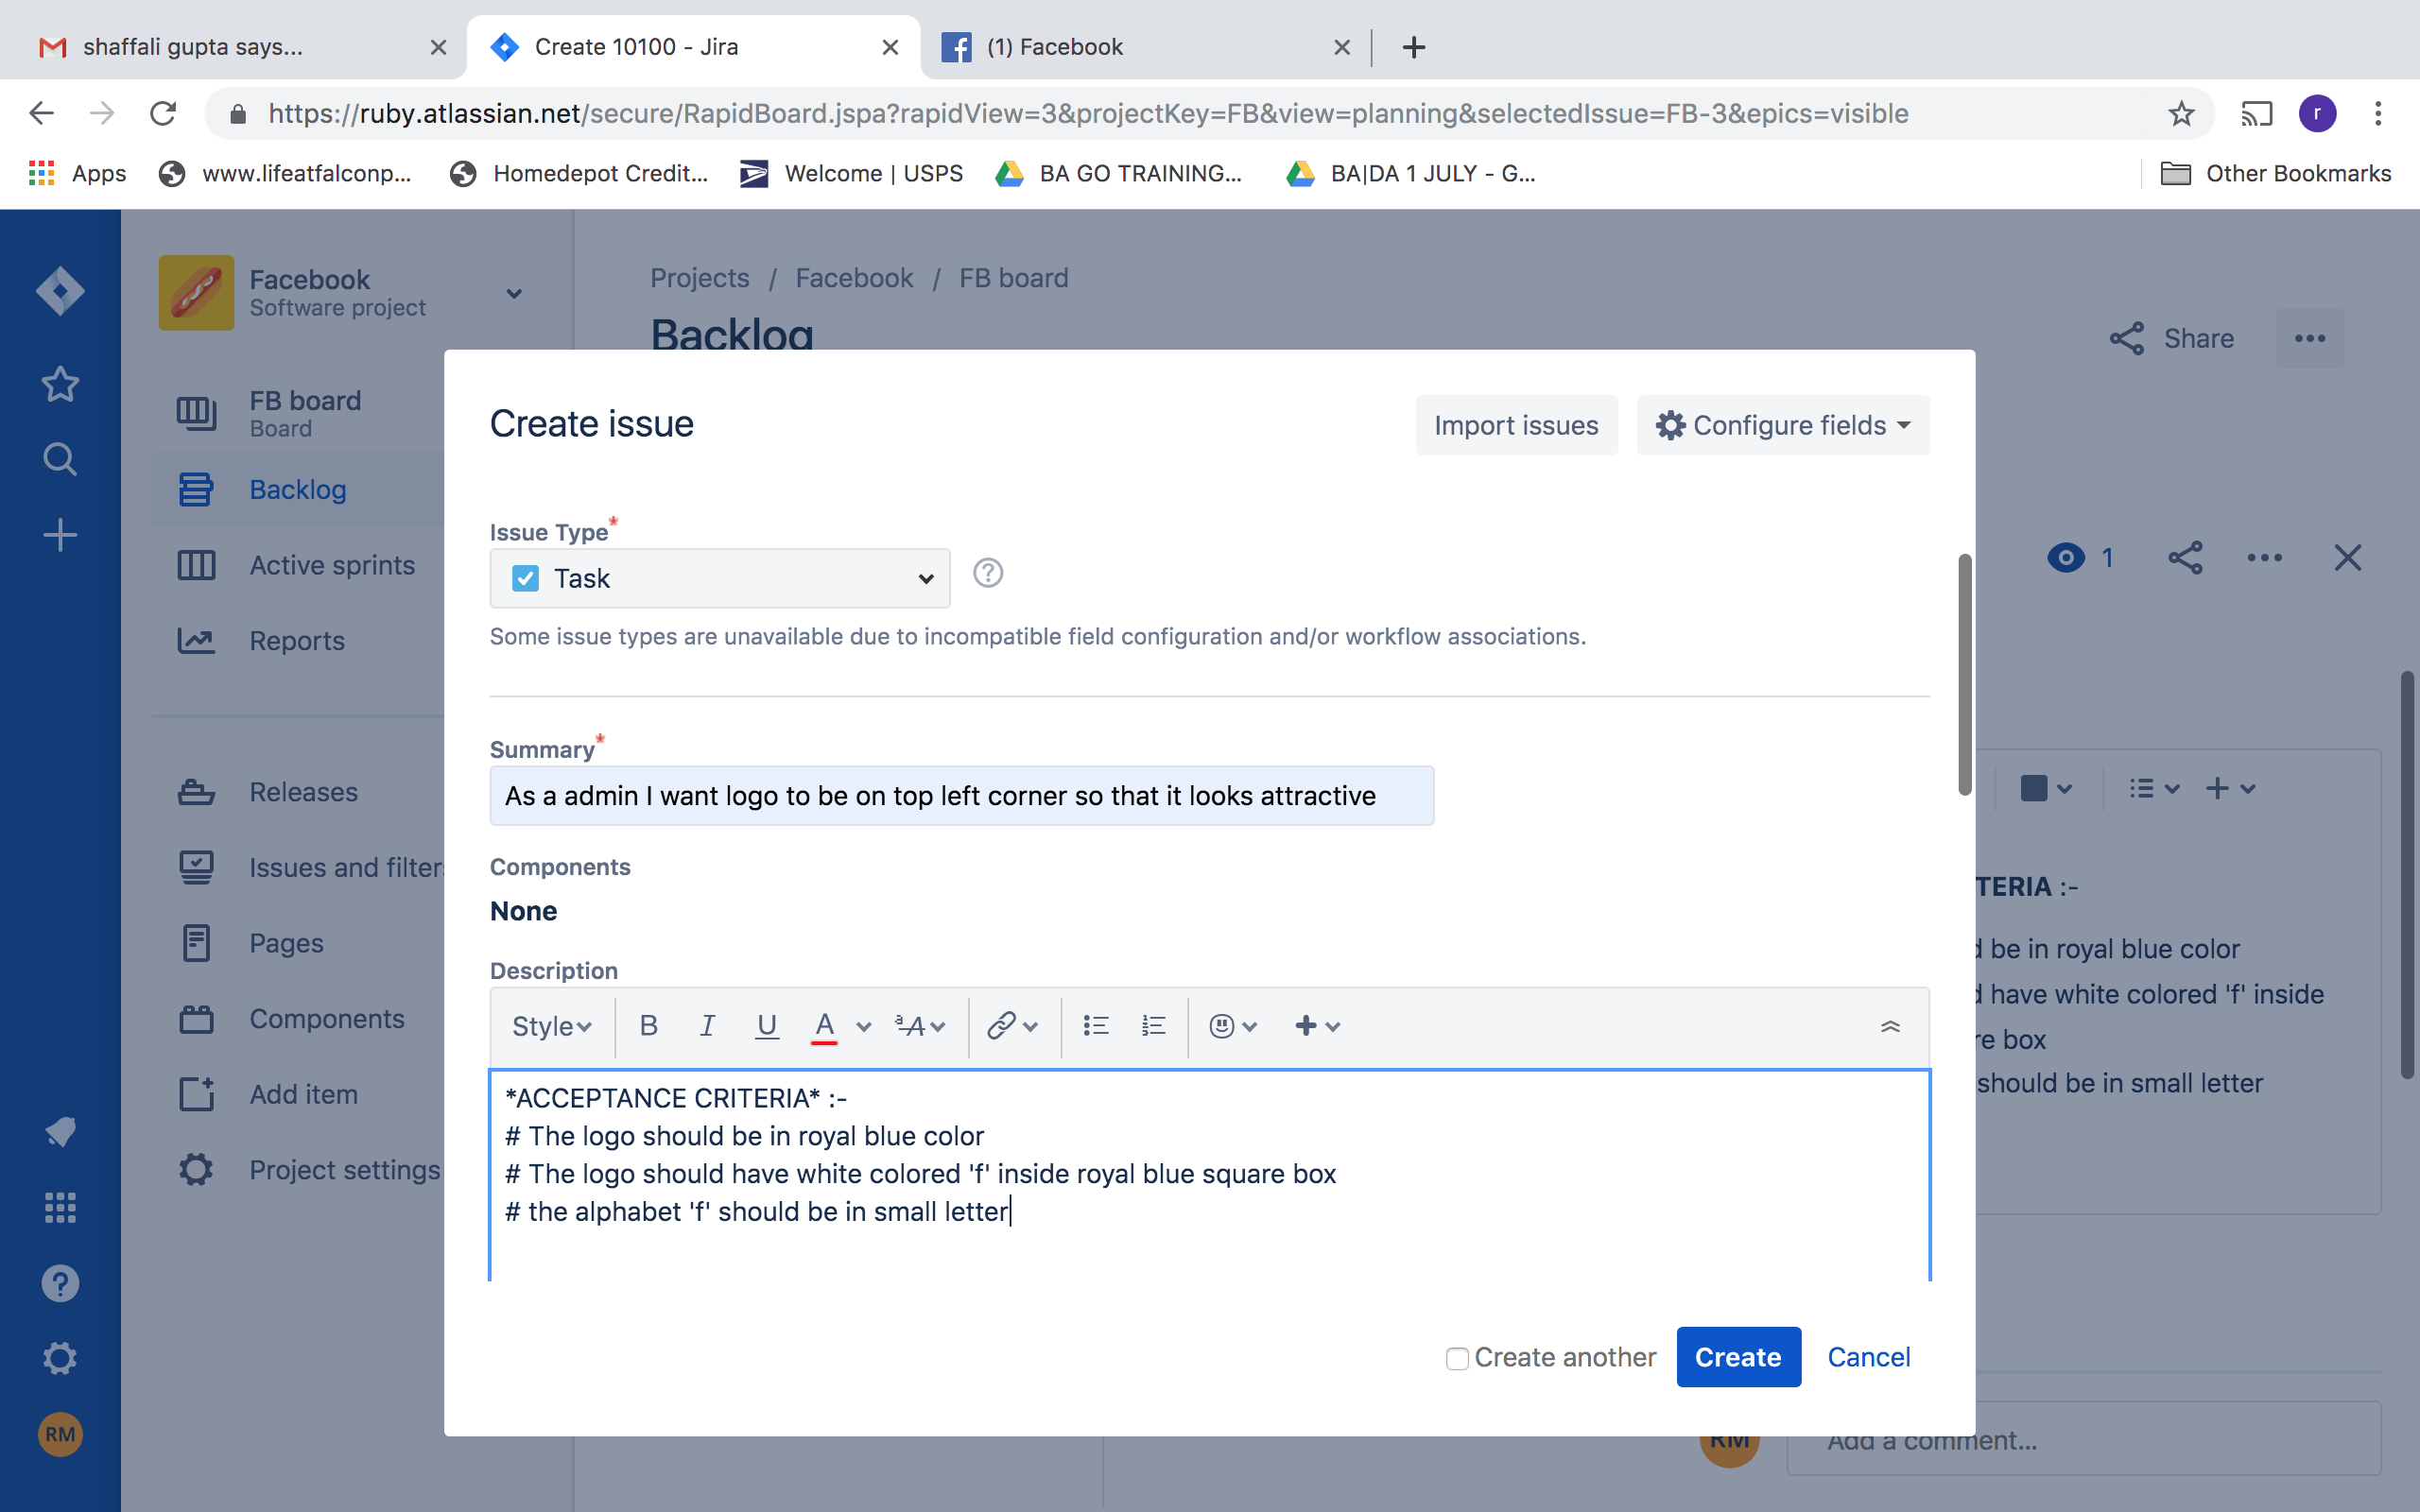 shaffali gupta says...
Create 10100 - Jira
(1) Facebook
https://ruby.atlassian.net/secure/RapidBoard.jspa?rapidView=3&projectKey=FB&view=planning&selectedIssue=FB-3&epics=visible
r
Apps
www.lifeatfalconp...
Homedepot Credit...
Welcome | USPS
BA GO TRAINING...
BA|DA 1 JULY - G...
Other Bookmarks
Facebook
Software project
FB board
Board
Backlog
Active sprints
Reports
Releases
Issues and filter
Pages
Components
Add item
Project settings
RM
Projects / Facebook / FB board
Backlog
Share
1
Create issue
Import issues
Configure fields
Issue Type*
Task
Some issue types are unavailable due to incompatible field configuration and/or workflow associations.
Summary*
As a admin I want logo to be on top left corner so that it looks attractive
Components
None
Description
Style
B I U A
*ACCEPTANCE CRITERIA* :-
# The logo should be in royal blue color
# The logo should have white colored 'f' inside royal blue square box
# the alphabet 'f' should be in small letter
Create another
Create
Cancel
TERIA :-
d be in royal blue color
d have white colored 'f' inside
re box
should be in small letter
RM
Add a comment...